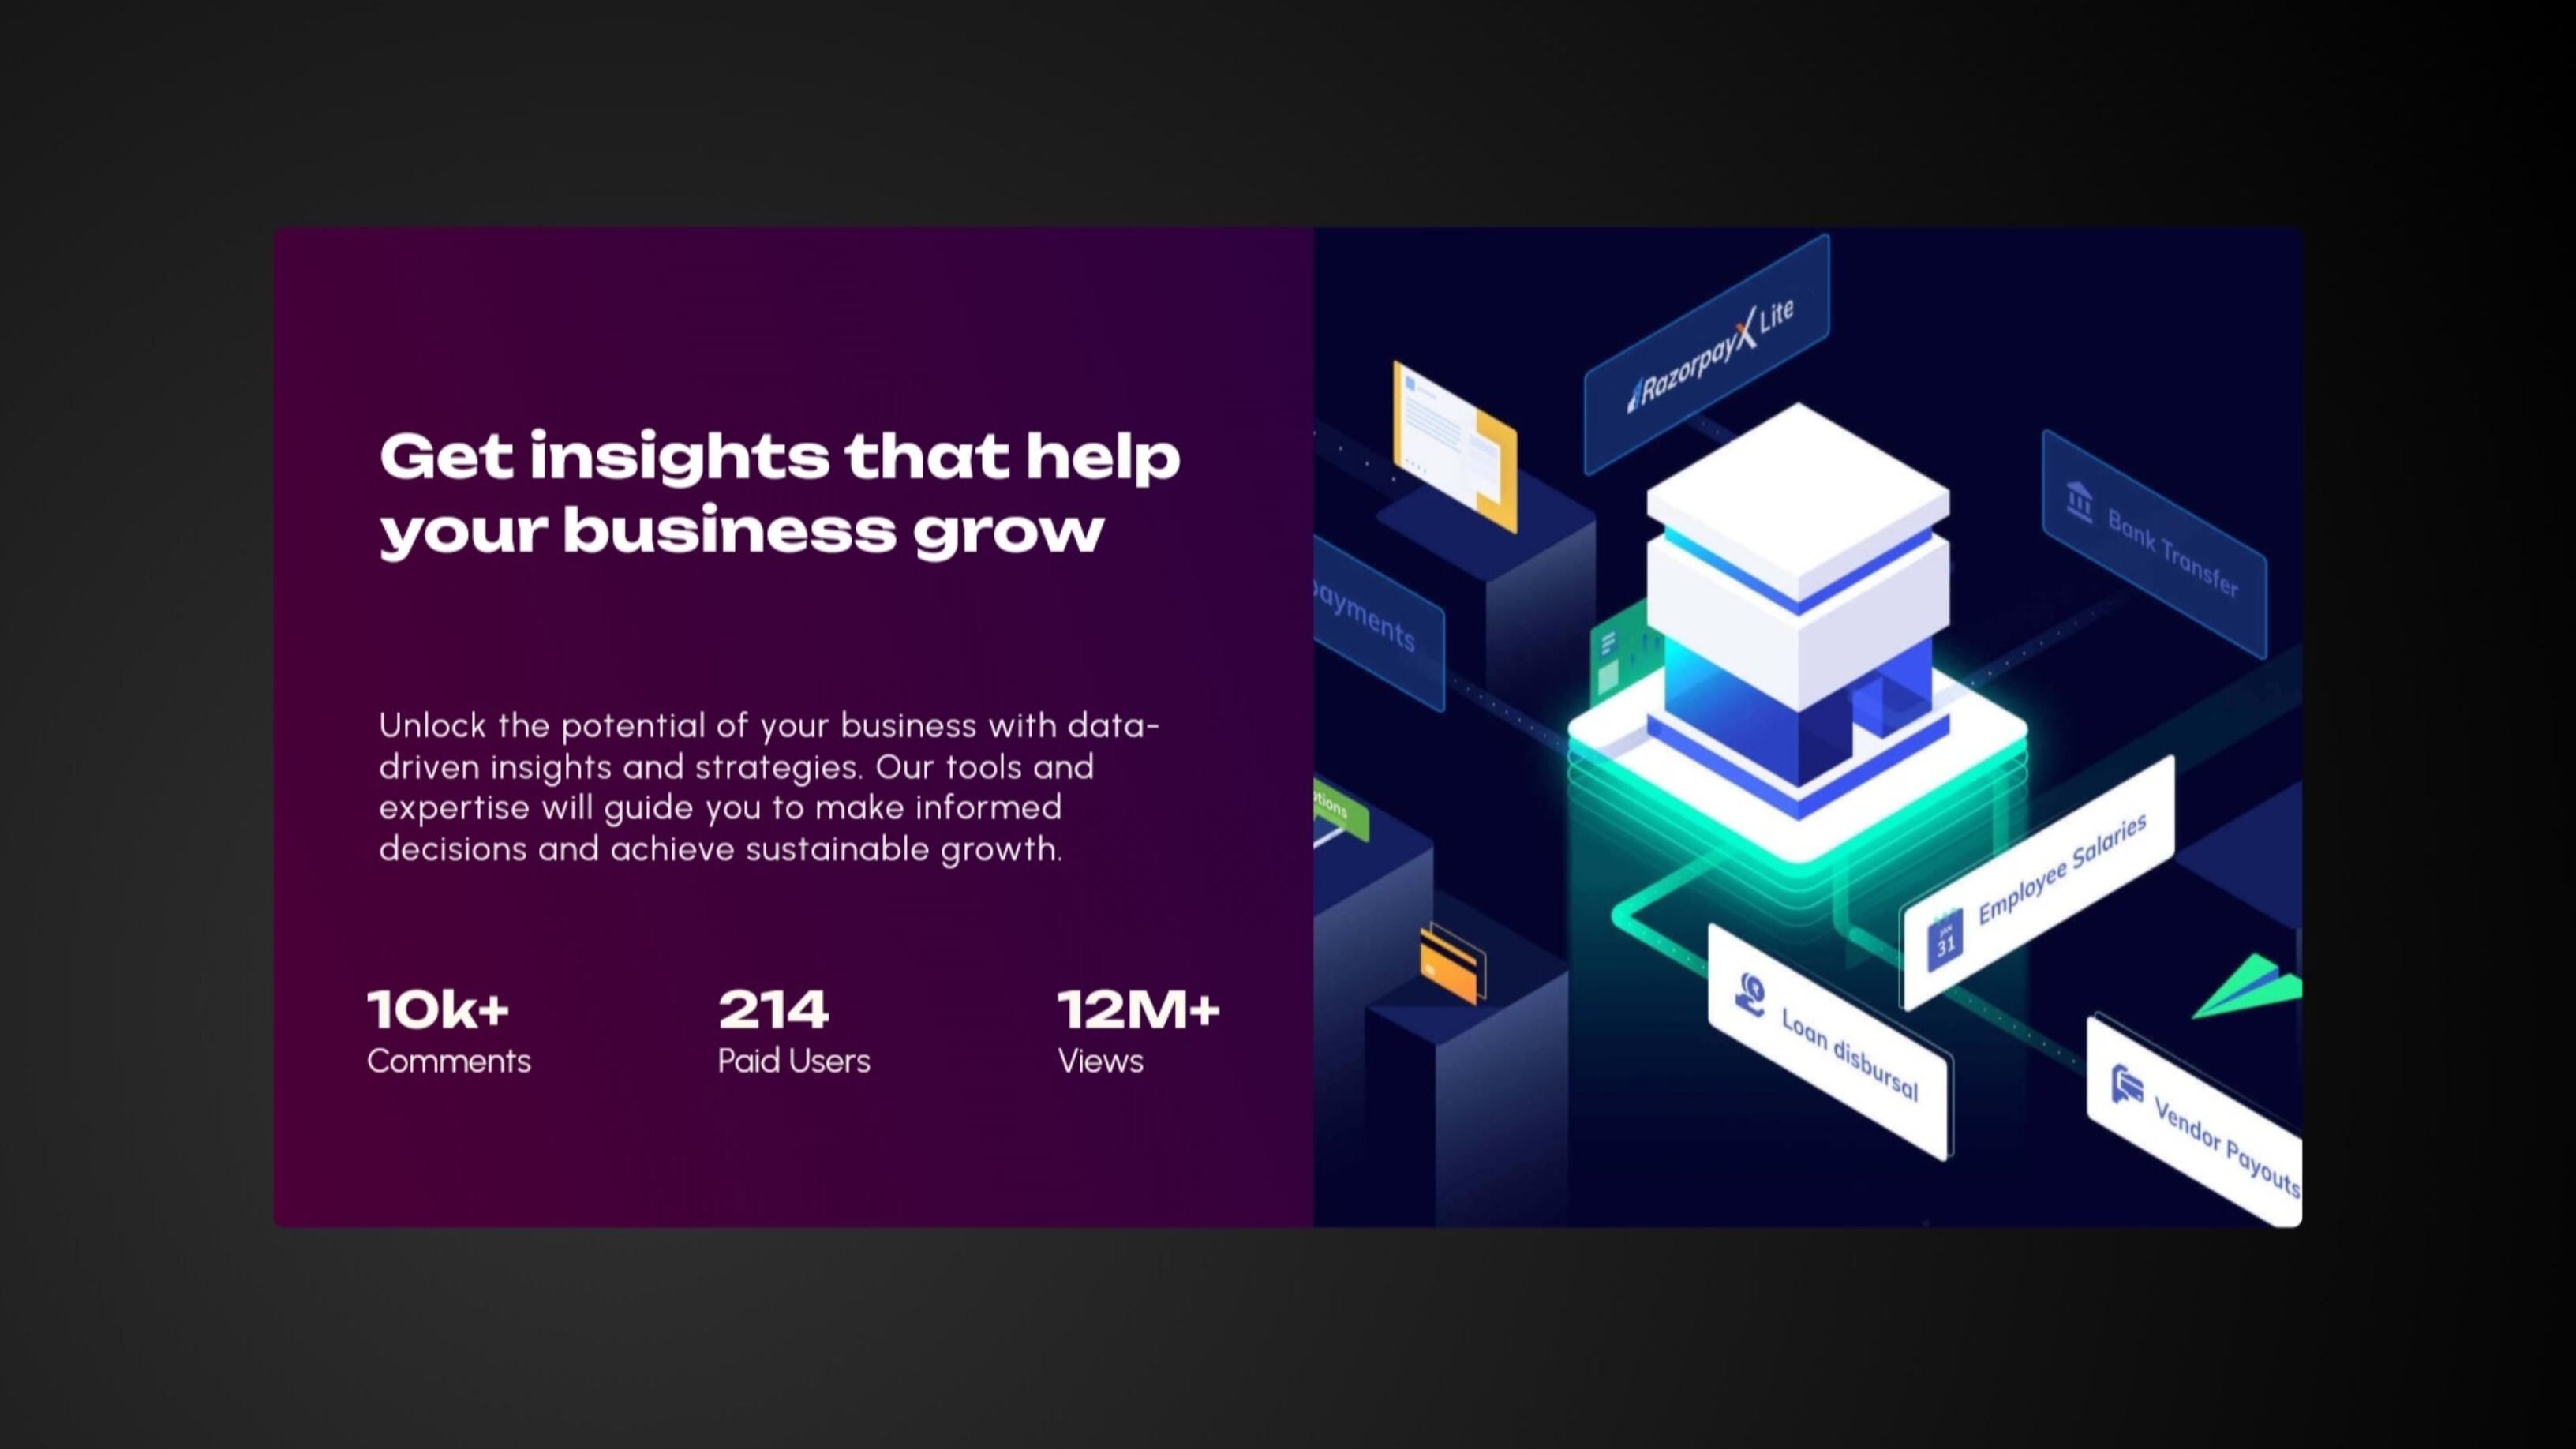 Get insights that help
your business grow
Unlock the potential of your business with data-
driven insights and strategies. Our tools and
expertise will guide you to make informed
decisions and achieve sustainable growth.
10k+
Comments
214
Paid Users
12M+
Views
RazorpayX Lite
Bank Transfer
payments
Employee Salaries
JAN
31
Loan disbursal
Vendor Payouts